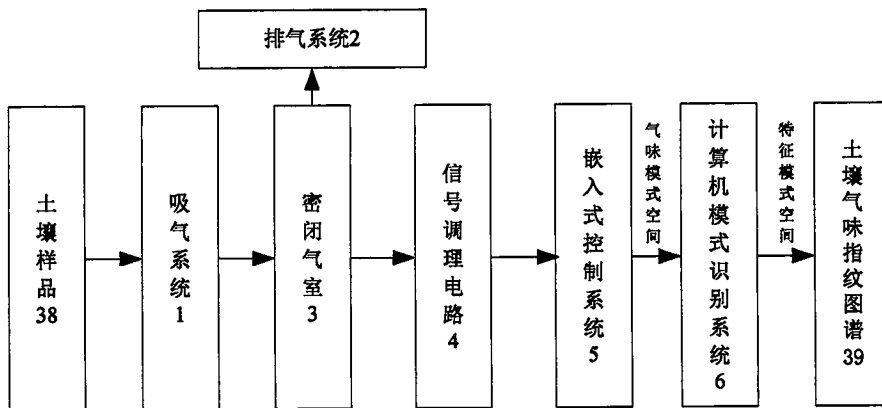 排气系统2
土壤样品38
吸气系统1
密闭气室3
信号调理电路4
嵌入式控制系统5
气味模式空间
计算机模式识别系统6
特征模式空间
土壤气味指纹图谱39